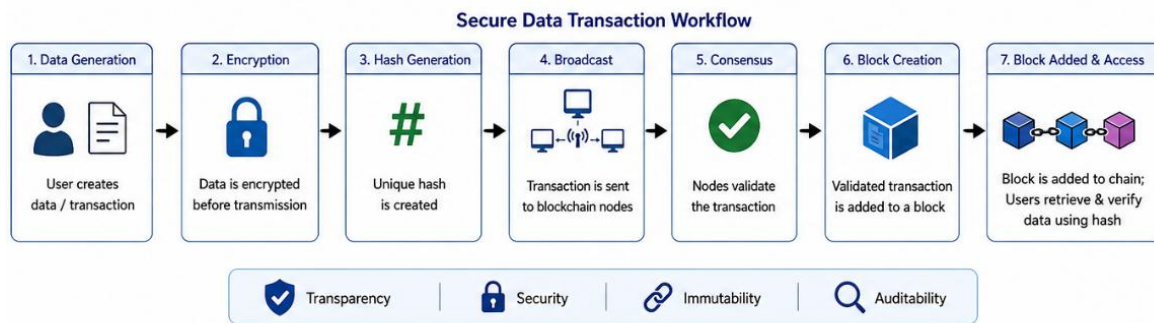 Secure Data Transaction Workflow
1. Data Generation
User creates
data / transaction
2. Encryption
Data is encrypted
before transmission
3. Hash Generation
#
Unique hash
is created
4. Broadcast
Transaction is sent
to blockchain nodes
5. Consensus
Nodes validate
the transaction
6. Block Creation
Validated transaction
is added to a block
7. Block Added & Access
Block is added to chain;
Users retrieve & verify
data using hash
Transparency
Security
Immutability
Auditability